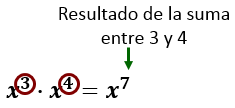 Resultado de la suma
entre 3 y 4
x³ · x⁴ = x⁷